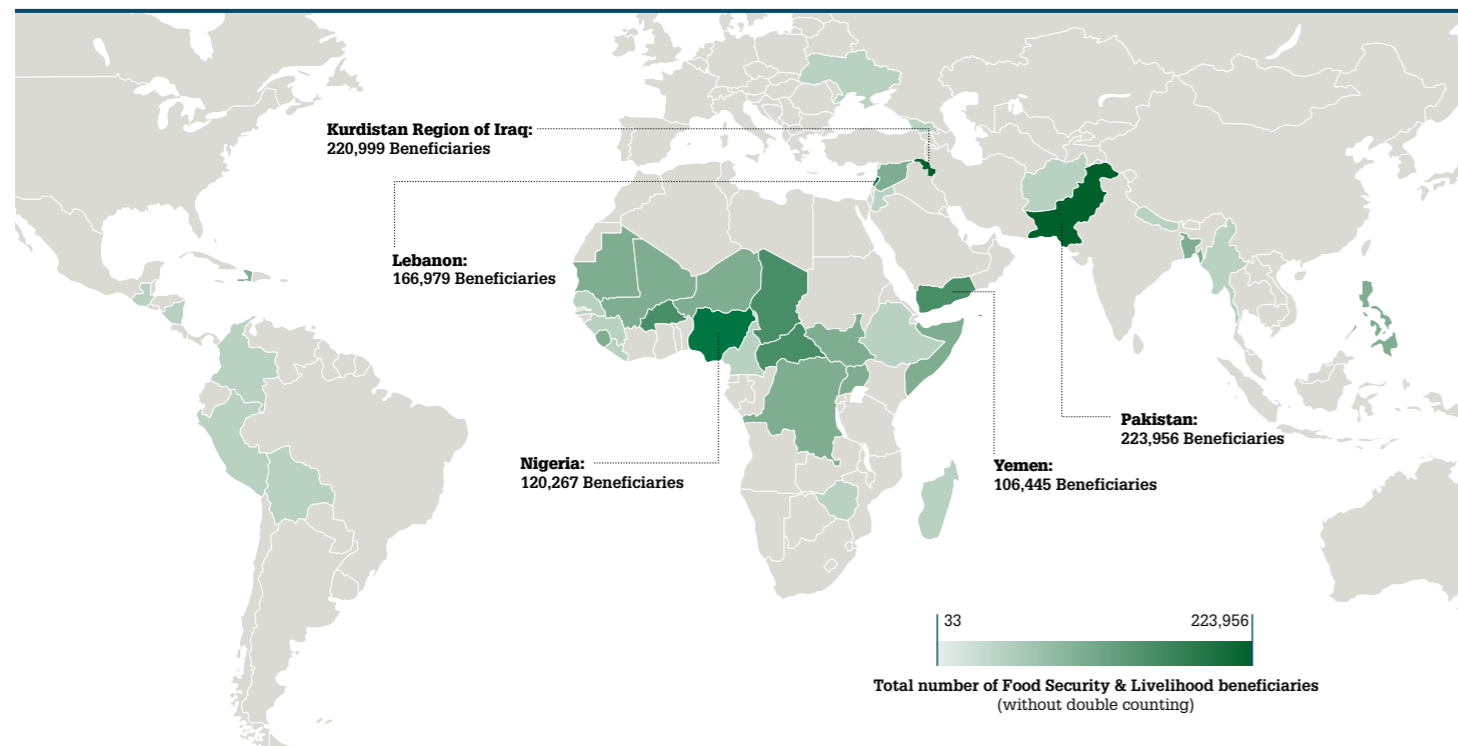 Kurdistan Region of Iraq:
220,999 Beneficiaries
Lebanon:
166,979 Beneficiaries
Nigeria:
120,267 Beneficiaries
Yemen:
106,445 Beneficiaries
Pakistan:
223,956 Beneficiaries
33 223,956
Total number of Food Security & Livelihood beneficiaries
(without double counting)